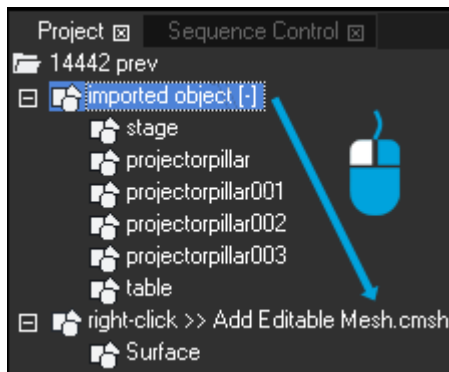 Project Sequence Control
14442 prev
imported object [-]
stage
projectorpillar
projectorpillar001
projectorpillar002
projectorpillar003
table
right-click >> Add Editable Mesh.cmsh
Surface